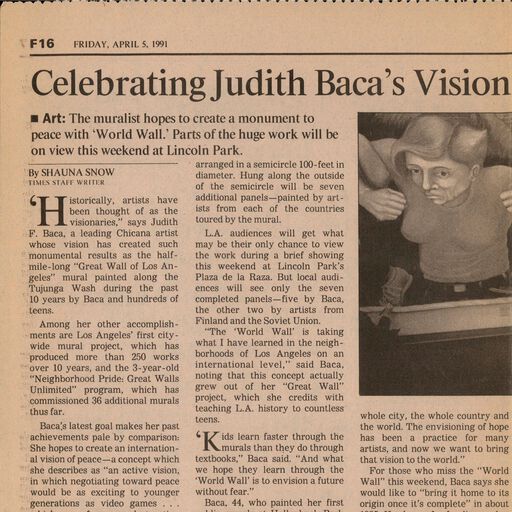 F16 FRIDAY, APRIL 5, 1991
Celebrating Judith Baca's Vision
■ Art: The muralist hopes to create a monument to
peace with 'World Wall.' Parts of the huge work will be
on view this weekend at Lincoln Park.
By SHAUNA SNOW
TIMES STAFF WRITER
'Historically, artists have
been thought of as the
visionaries," says Judith
F. Baca, a leading Chicana artist
whose vision has created such
monumental results as the half-
mile-long "Great Wall of Los An-
geles" mural painted along the
Tujunga Wash during the past
10 years by Baca and hundreds of
teens.
Among her other accomplish-
ments are Los Angeles' first city-
wide mural project, which has
produced more than 250 works
over 10 years, and the 3-year-old
"Neighborhood Pride: Great Walls
Unlimited" program, which has
commissioned 36 additional murals
thus far.
Baca's latest goal makes her past
achievements pale by comparison:
She hopes to create an internation-
al vision of peace—a concept which
she describes as "an active vision,
in which negotiating toward peace
would be as exciting to younger
generations as video games . . .
arranged in a semicircle 100-feet in
diameter. Hung along the outside
of the semicircle will be seven
additional panels—painted by art-
ists from each of the countries
toured by the mural.
L.A. audiences will get what
may be their only chance to view
the work during a brief showing
this weekend at Lincoln Park's
Plaza de la Raza. But local audi-
ences will see only the seven
completed panels—five by Baca,
the other two by artists from
Finland and the Soviet Union.
"The 'World Wall' is taking
what I have learned in the neigh-
borhoods of Los Angeles on an
international level," said Baca,
noting that this concept actually
grew out of her "Great Wall"
project, which she credits with
teaching L.A. history to countless
teens.
'Kids learn faster through the
murals than they do through
textbooks," Baca said. "And what
we hope they learn through the
'World Wall' is to envision a future
without fear."
Baca, 44, who painted her first
whole city, the whole country and
the world. The envisioning of hope
has been a practice for many
artists, and now we want to bring
that vision to the world."
For those who miss the "World
Wall" this weekend, Baca says she
would like to "bring it home to its
origin once it's complete" in about